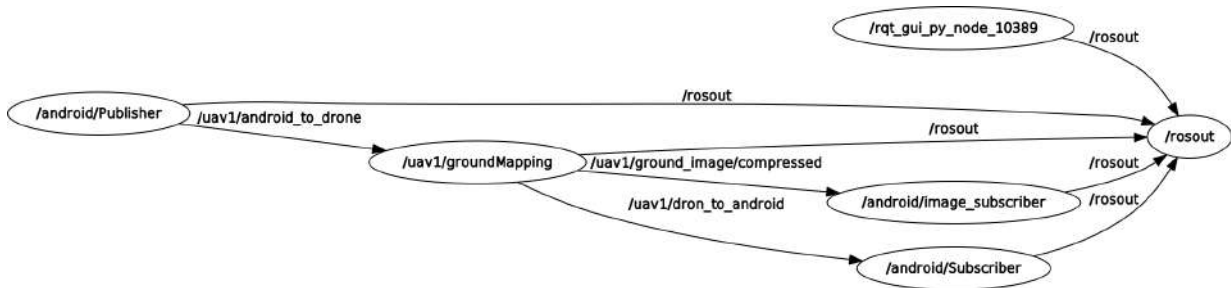 /rqt_gui_py_node_10389
/rosout
/android/Publisher
/rosout
/uav1/android_to_drone
/rosout
/rosout
/uav1/groundMapping
/uav1/ground_image/compressed
/rosout
/android/image_subscriber
/rosout
/uav1/dron_to_android
/android/Subscriber